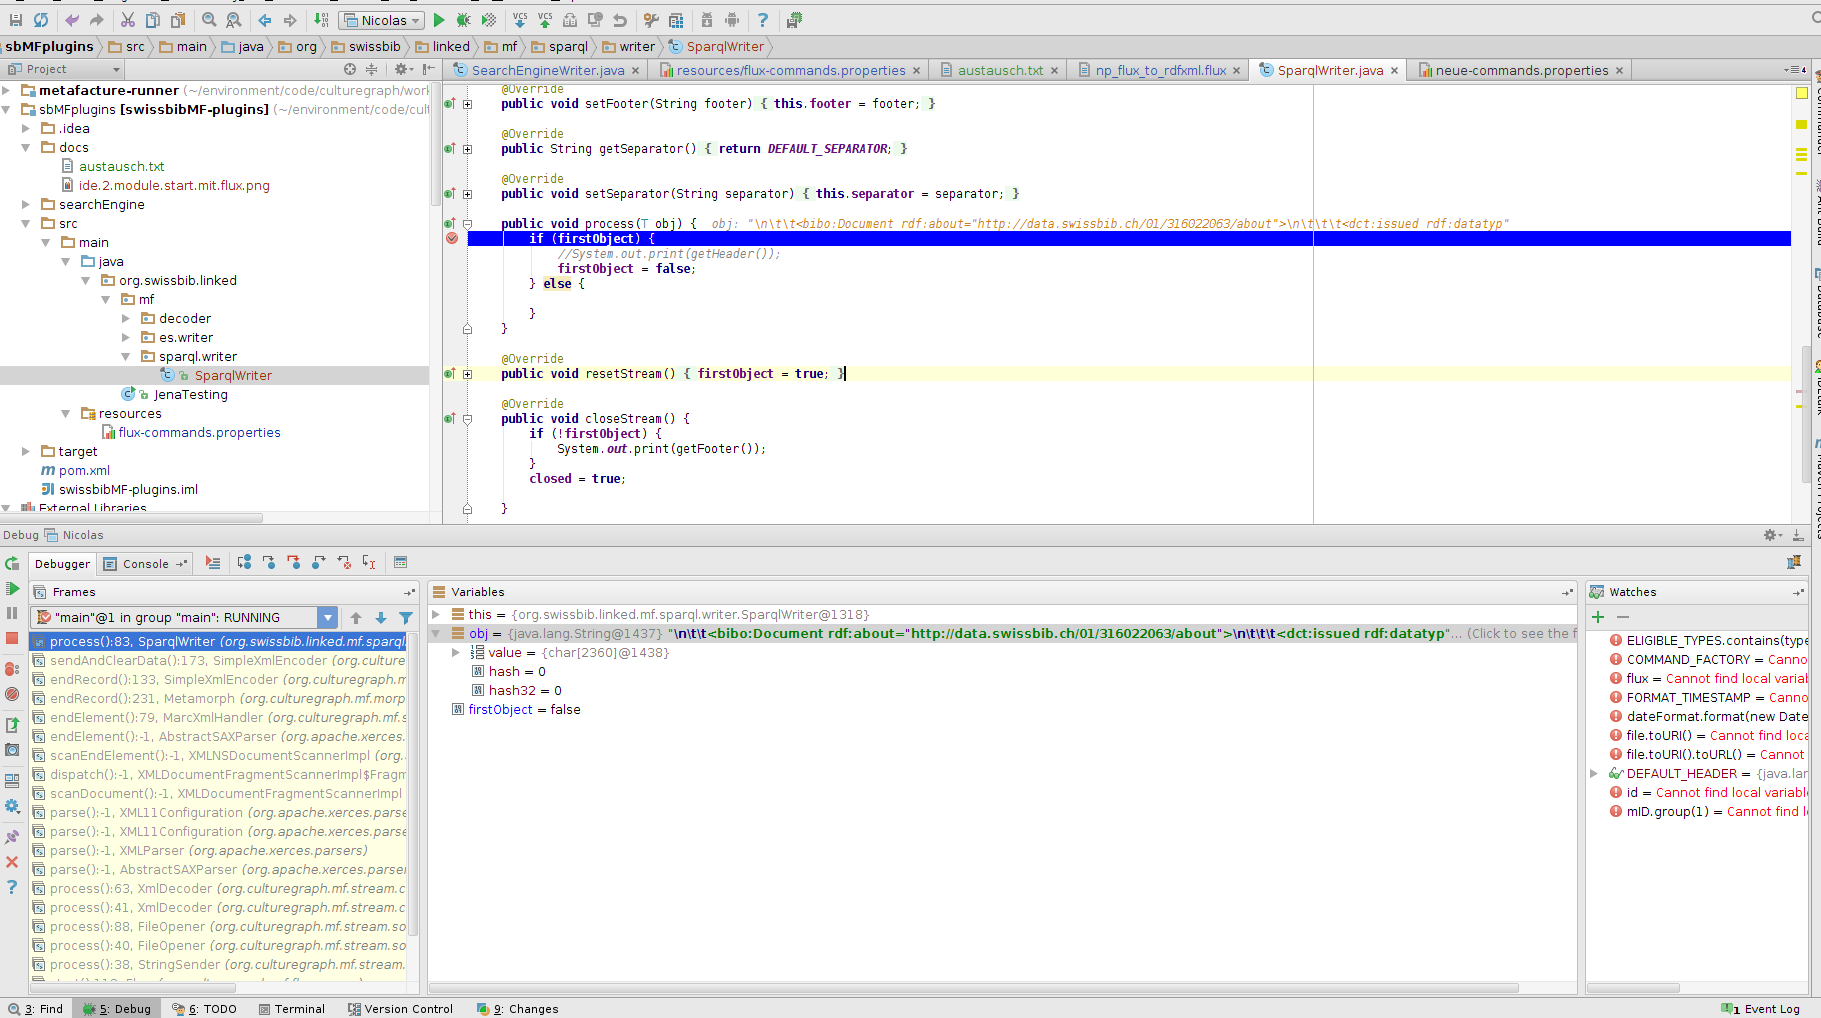 Nicolas
VCS VCS
sbMFplugins src main java org swissbib linked mf sparql writer SparqlWriter
Project
SearchEngineWriter.java resources/flux-commands.properties austausch.txt np_flux_to_rdfxml.flux SparqlWriter.java neue-commands.properties
metafacture-runner (~/environment/code/culturegraph/work
sbMFplugins [swissbibMF-plugins] (~/environment/code/cult
.idea
docs
austausch.txt
ide.2.module.start.mit.flux.png
searchEngine
src
main
java
org.swissbib.linked
mf
decoder
es.writer
sparql.writer
SparqlWriter
JenaTesting
resources
flux-commands.properties
target
pom.xml
swissbibMF-plugins.iml
External Libraries
@Override
public void setFooter(String footer) { this.footer = footer; }
@Override
public String getSeparator() { return DEFAULT_SEPARATOR; }
@Override
public void setSeparator(String separator) { this.separator = separator; }
public void process(T obj) { obj: "\n\t\t<bibo:Document rdf:about="http://data.swissbib.ch/01/316022063/about">\n\t\t\t<dct:issued rdf:datatyp"
if (firstObject) {
//System.out.print(getHeader());
firstObject = false;
} else {
}
}
@Override
public void resetStream() { firstObject = true; }
@Override
public void closeStream() {
if (!firstObject) {
System.out.print(getFooter());
}
closed = true;
}
Debug Nicolas
Debugger Console
Frames
"main"@1 in group "main": RUNNING
process():83, SparqlWriter (org.swissbib.linked.mf.sparql
sendAndClearData():173, SimpleXmlEncoder (org.culture
endRecord():133, SimpleXmlEncoder (org.culturegraph.m
endRecord():231, Metamorph (org.culturegraph.mf.morp
endElement():79, MarcXmlHandler (org.culturegraph.mf.s
endElement():-1, AbstractSAXParser (org.apache.xerces.
scanEndElement():-1, XMLNSDocumentScannerImpl (org.
dispatch():-1, XMLDocumentFragmentScannerImpl$Fragm
scanDocument():-1, XMLDocumentFragmentScannerImpl
parse():-1, XML11Configuration (org.apache.xerces.parse
parse():-1, XML11Configuration (org.apache.xerces.parse
parse():-1, XMLParser (org.apache.xerces.parsers)
parse():-1, AbstractSAXParser (org.apache.xerces.parser
process():63, XmlDecoder (org.culturegraph.mf.stream.c
process():41, XmlDecoder (org.culturegraph.mf.stream.c
process():88, FileOpener (org.culturegraph.mf.stream.so
process():40, FileOpener (org.culturegraph.mf.stream.so
process():38, StringSender (org.culturegraph.mf.stream.
Variables
this = {org.swissbib.linked.mf.sparql.writer.SparqlWriter@1318}
obj = {java.lang.String@1437} "\n\t\t<bibo:Document rdf:about="http://data.swissbib.ch/01/316022063/about">\n\t\t\t<dct:issued rdf:datatyp"... (Click to see the f
value = {char[2360]@1438}
hash = 0
hash32 = 0
firstObject = false
Watches
ELIGIBLE_TYPES.contains(type
COMMAND_FACTORY = Canno
flux = Cannot find local variab
FORMAT_TIMESTAMP = Canno
dateFormat.format(new Date
file.toURI() = Cannot find loca
file.toURI().toURL() = Cannot
DEFAULT_HEADER = {java.lan
id = Cannot find local variable
mID.group(1) = Cannot find l
3: Find 5: Debug 6: TODO Terminal Version Control 9: Changes 1 Event Log